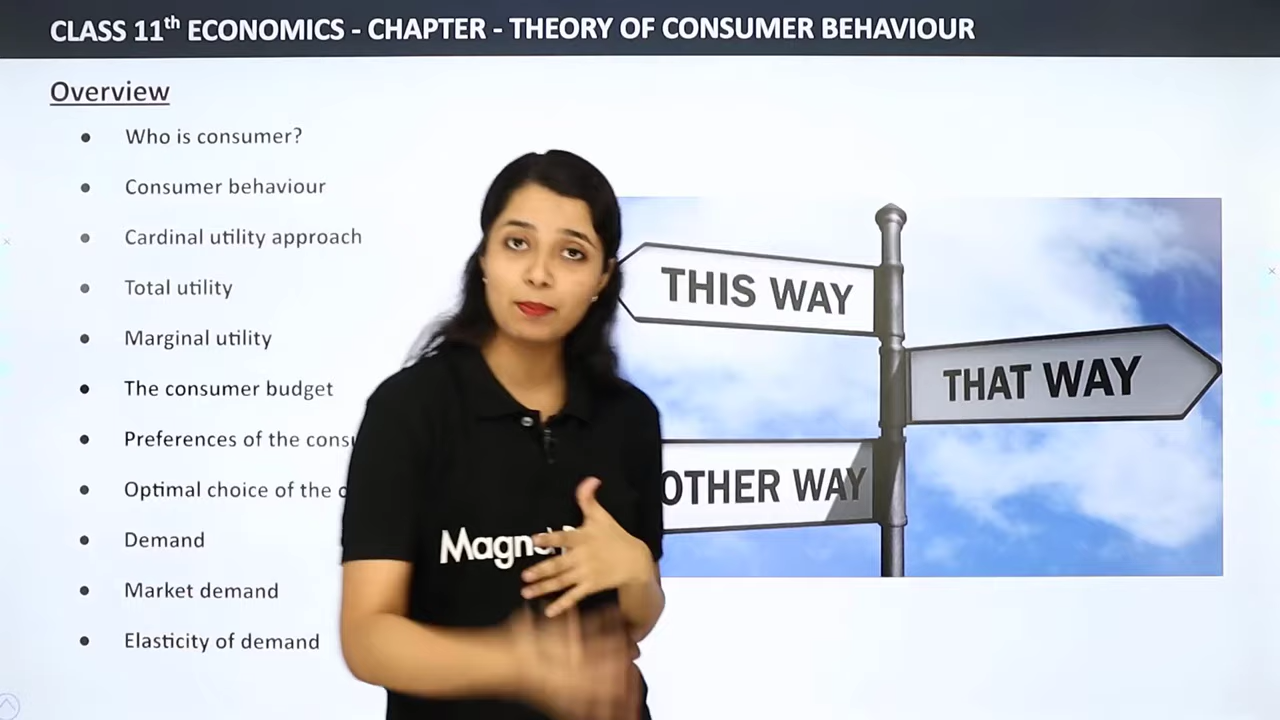 CLASS 11th ECONOMICS - CHAPTER - THEORY OF CONSUMER BEHAVIOUR
Overview
• Who is consumer?
• Consumer behaviour
• Cardinal utility approach
• Total utility
• Marginal utility
• The consumer budget
• Preferences of the
• Optimal choice of the
• Demand
• Market demand
• Elasticity of demand
THIS WAY
THAT WAY
OTHER WAY